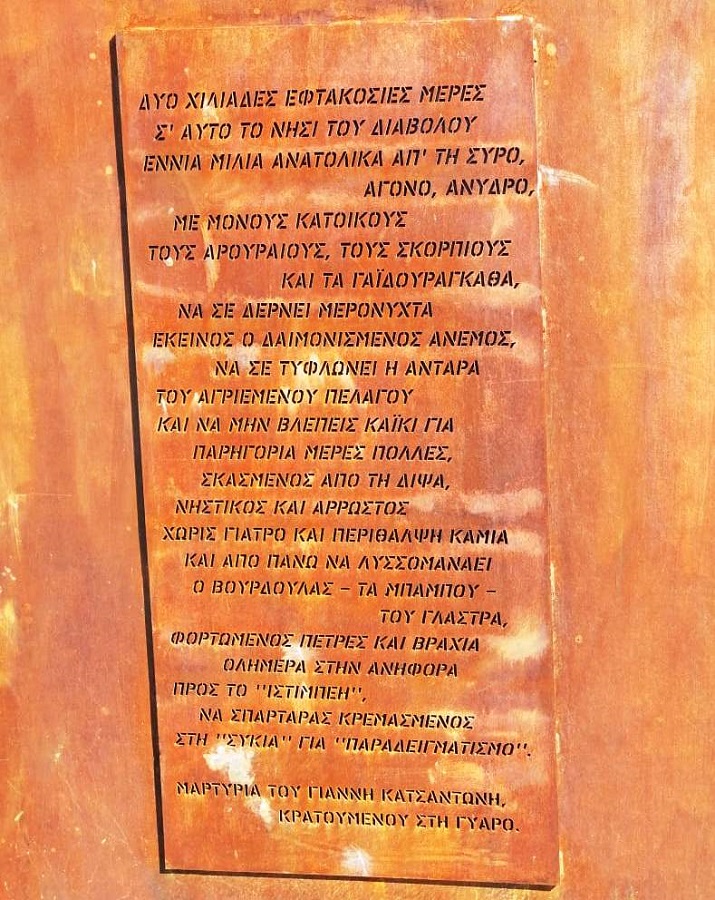 ΔΥΟ ΧΙΛΙΑΔΕΣ ΕΦΤΑΚΟΣΙΕΣ ΜΕΡΕΣ
Σ' ΑΥΤΟ ΤΟ ΝΗΣΙ ΤΟΥ ΔΙΑΒΟΛΟΥ
ΕΝΝΙΑ ΜΙΛΙΑ ΑΝΑΤΟΛΙΚΑ ΑΠ' ΤΗ ΣΥΡΟ,
ΑΓΟΝΟ, ΑΝΥΔΡΟ,
ΜΕ ΜΟΝΟΥΣ ΚΑΤΟΙΚΟΥΣ
ΤΟΥΣ ΑΡΟΥΡΑΙΟΥΣ, ΤΟΥΣ ΣΚΟΡΠΙΟΥΣ
ΚΑΙ ΤΑ ΓΑΪΔΟΥΡΑΓΚΑΘΑ,
ΝΑ ΣΕ ΔΕΡΝΕΙ ΜΕΡΟΝΥΧΤΑ
ΕΚΕΙΝΟΣ Ο ΔΑΙΜΟΝΙΣΜΕΝΟΣ ΑΝΕΜΟΣ,
ΝΑ ΣΕ ΤΥΦΛΩΝΕΙ Η ΑΝΤΑΡΑ
ΤΟΥ ΑΓΡΙΕΜΕΝΟΥ ΠΕΛΑΓΟΥ
ΚΑΙ ΝΑ ΜΗΝ ΒΛΕΠΕΙΣ ΚΑΪΚΙ ΓΙΑ
ΠΑΡΗΓΟΡΙΑ ΜΕΡΕΣ ΠΟΛΛΕΣ,
ΣΚΑΣΜΕΝΟΣ ΑΠΟ ΤΗ ΔΙΨΑ,
ΝΗΣΤΙΚΟΣ ΚΑΙ ΑΡΡΩΣΤΟΣ
ΧΩΡΙΣ ΓΙΑΤΡΟ ΚΑΙ ΠΕΡΙΘΑΛΨΗ ΚΑΜΙΑ
ΚΑΙ ΑΠΟ ΠΑΝΩ ΝΑ ΛΥΣΣΟΜΑΝΑΕΙ
Ο ΒΟΥΡΔΟΥΛΑΣ – ΤΑ ΜΠΑΜΠΟΥ –
ΤΟΥ ΓΛΑΣΤΡΑ,
ΦΟΡΤΩΜΕΝΟΣ ΠΕΤΡΕΣ ΚΑΙ ΒΡΑΧΙΑ
ΟΛΗΜΕΡΑ ΣΤΗΝ ΑΝΗΦΟΡΑ
ΠΡΟΣ ΤΟ ''ΙΣΤΙΜΠΕΗ'',
ΝΑ ΣΠΑΡΤΑΡΑΣ ΚΡΕΜΑΣΜΕΝΟΣ
ΣΤΗ ''ΣΥΚΙΑ'' ΓΙΑ ''ΠΑΡΑΔΕΙΓΜΑΤΙΣΜΟ''.
ΜΑΡΤΥΡΙΑ ΤΟΥ ΓΙΑΝΝΗ ΚΑΤΣΑΝΤΩΝΗ,
ΚΡΑΤΟΥΜΕΝΟΥ ΣΤΗ ΓΥΑΡΟ.